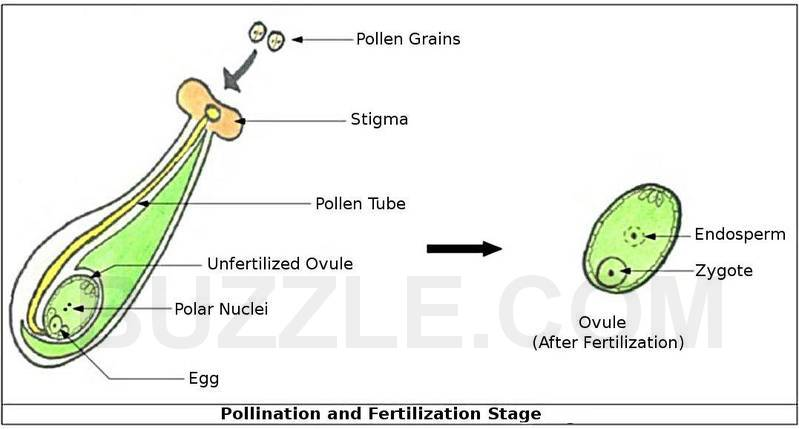 Pollen Grains
Stigma
Pollen Tube
Unfertilized Ovule
Polar Nuclei
Egg
Endosperm
Zygote
Ovule
(After Fertilization)
BUZZLE.COM
Pollination and Fertilization Stage